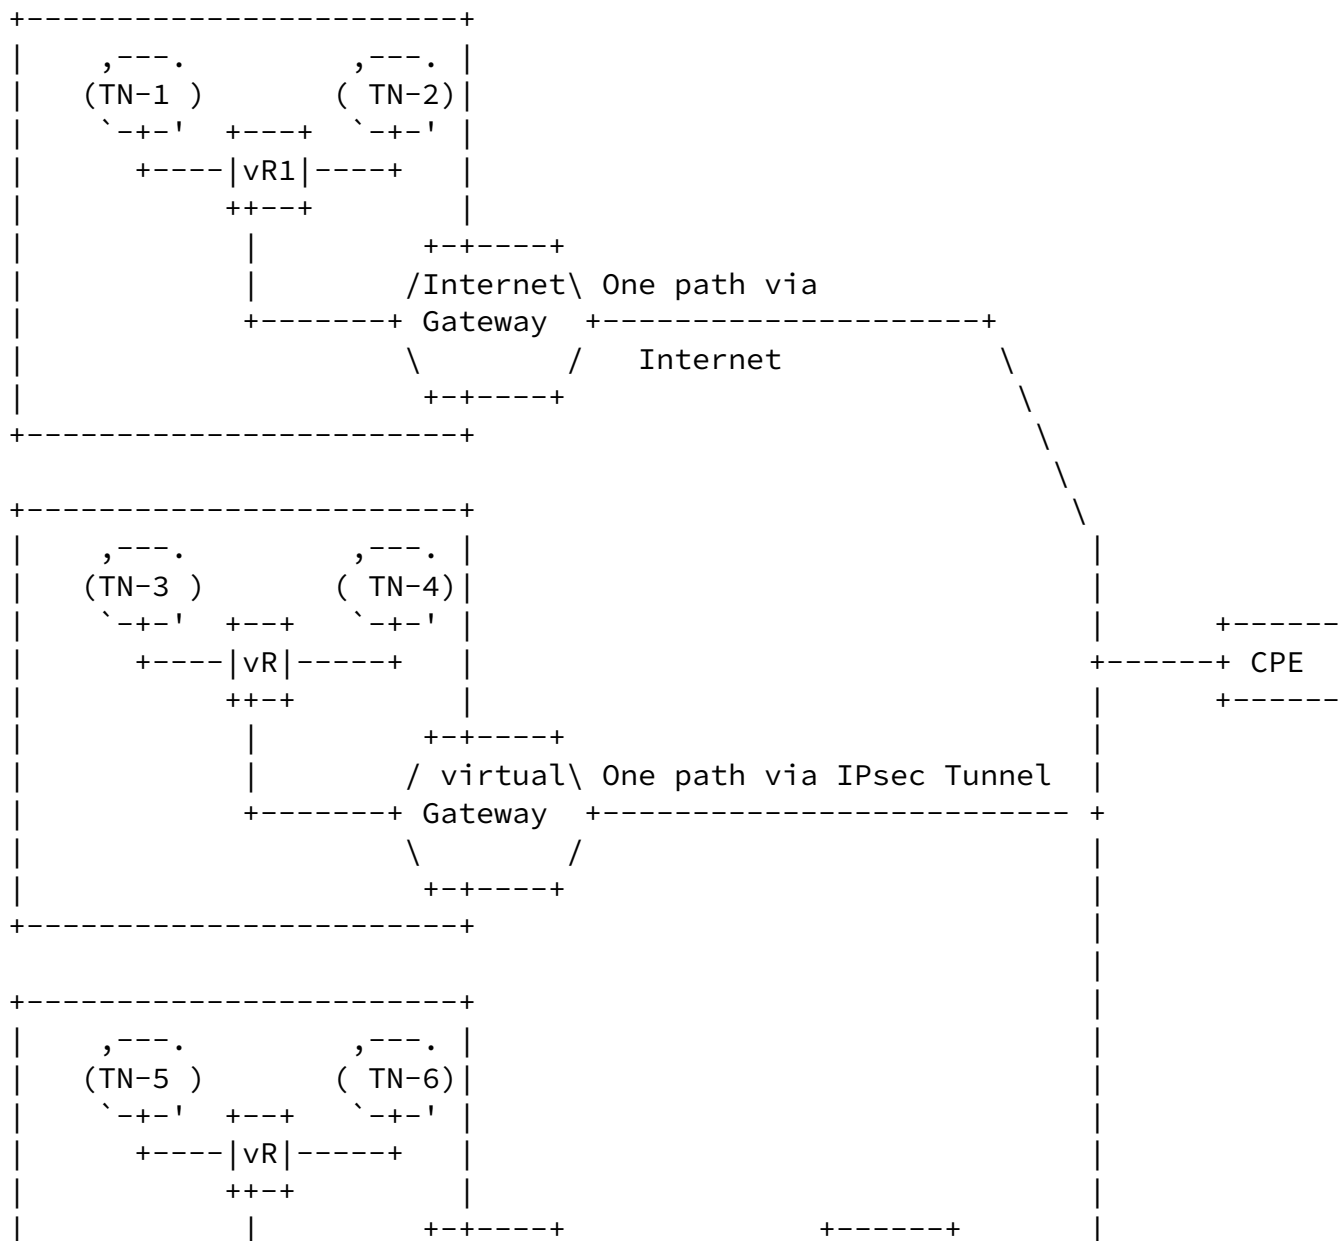 (TN-1 ) ( TN-2)
vR1
Internet One path via
Gateway
Internet
(TN-3 ) ( TN-4)
vR CPE
virtual One path via IPsec Tunnel
Gateway
(TN-5 ) ( TN-6)
vR